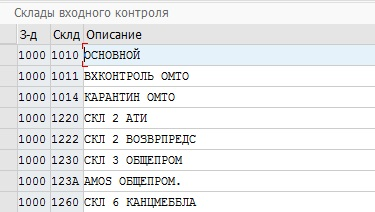 Склады входного контроля
З-д Склд Описание
1000 1010 ОСНОВНОЙ
1000 1011 ВХКОНТРОЛЬ ОМТО
1000 1014 КАРАНТИН ОМТО
1000 1220 СКЛ 2 АТИ
1000 1222 СКЛ 2 ВОЗВРПРЕДС
1000 1230 СКЛ 3 ОБЩЕПРОМ
1000 123A AMOS ОБЩЕПРОМ.
1000 1260 СКЛ 6 КАНЦМЕББЛА